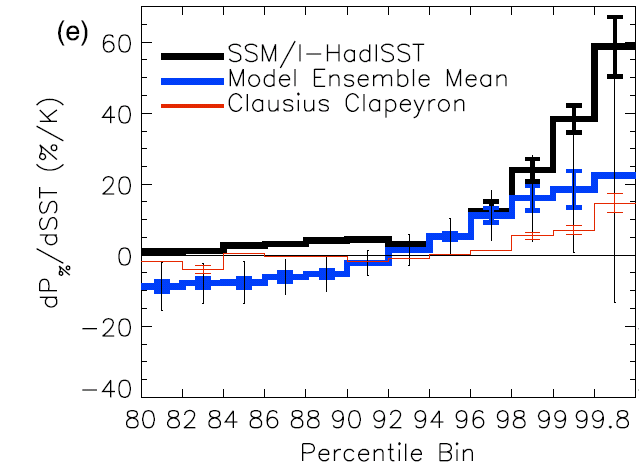 (e)
SSM/I-HadISST
Model Ensemble Mean
Clausius Clapeyron
dP%/dSST (%/K)
60
40
20
0
-20
-40
80 82 84 86 88 90 92 94 96 98 99 99.8
Percentile Bin